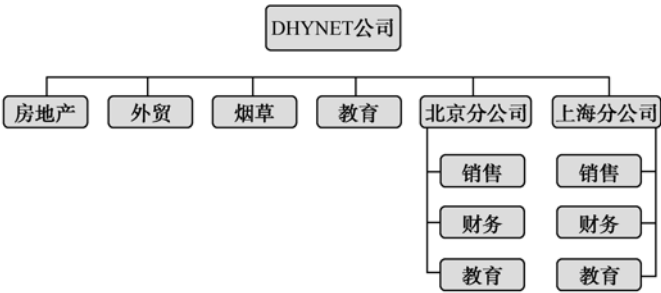 DHYNET公司
房地产
外贸
烟草
教育
北京分公司
上海分公司
销售
销售
财务
财务
教育
教育